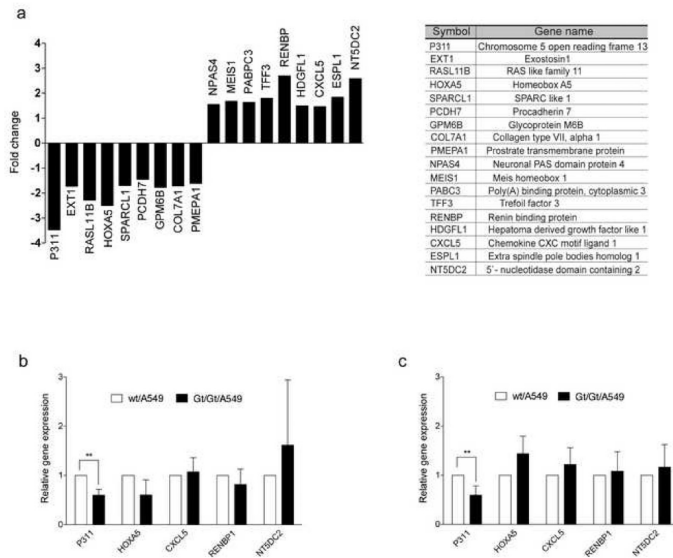 a
4
3
2
1
0
-1
-2
-3
-4
Fold change
P311
EXT1
RASL11B
HOXA5
SPARCL1
PCDH7
GPM6B
COL7A1
PMEPA1
NPAS4
MEIS1
PABPC3
TFF3
RENBP
HDGFL1
CXCL5
ESPL1
NT5DC2
Symbol Gene name
P311 Chromosome 5 open reading frame 13
EXT1 Exostosin1
RASL11B RAS like family 11
HOXA5 Homeobox A5
SPARCL1 SPARC like 1
PCDH7 Procadherin 7
GPM6B Glycoprotein M6B
COL7A1 Collagen type VII, alpha 1
PMEPA1 Prostrate transmembrane protein
NPAS4 Neuronal PAS domain protein 4
MEIS1 Meis homeobox 1
PABC3 Poly(A) binding protein, cytoplasmic 3
TFF3 Trefoil factor 3
RENBP Renin binding protein
HDGFL1 Hepatoma derived growth factor like 1
CXCL5 Chemokine CXC motif ligand 1
ESPL1 Extra spindle pole bodies homolog 1
NT5DC2 5´- nucleotidase domain containing 2
b
3
2
1
0
Relative gene expression
wt/A549 Gt/Gt/A549
**
P311
HOXA5
CXCL5
RENBP1
NT5DC2
c
3
2
1
0
Relative gene expression
wt/A549 Gt/Gt/A549
**
P311
HOXA5
CXCL5
RENBP1
NT5DC2